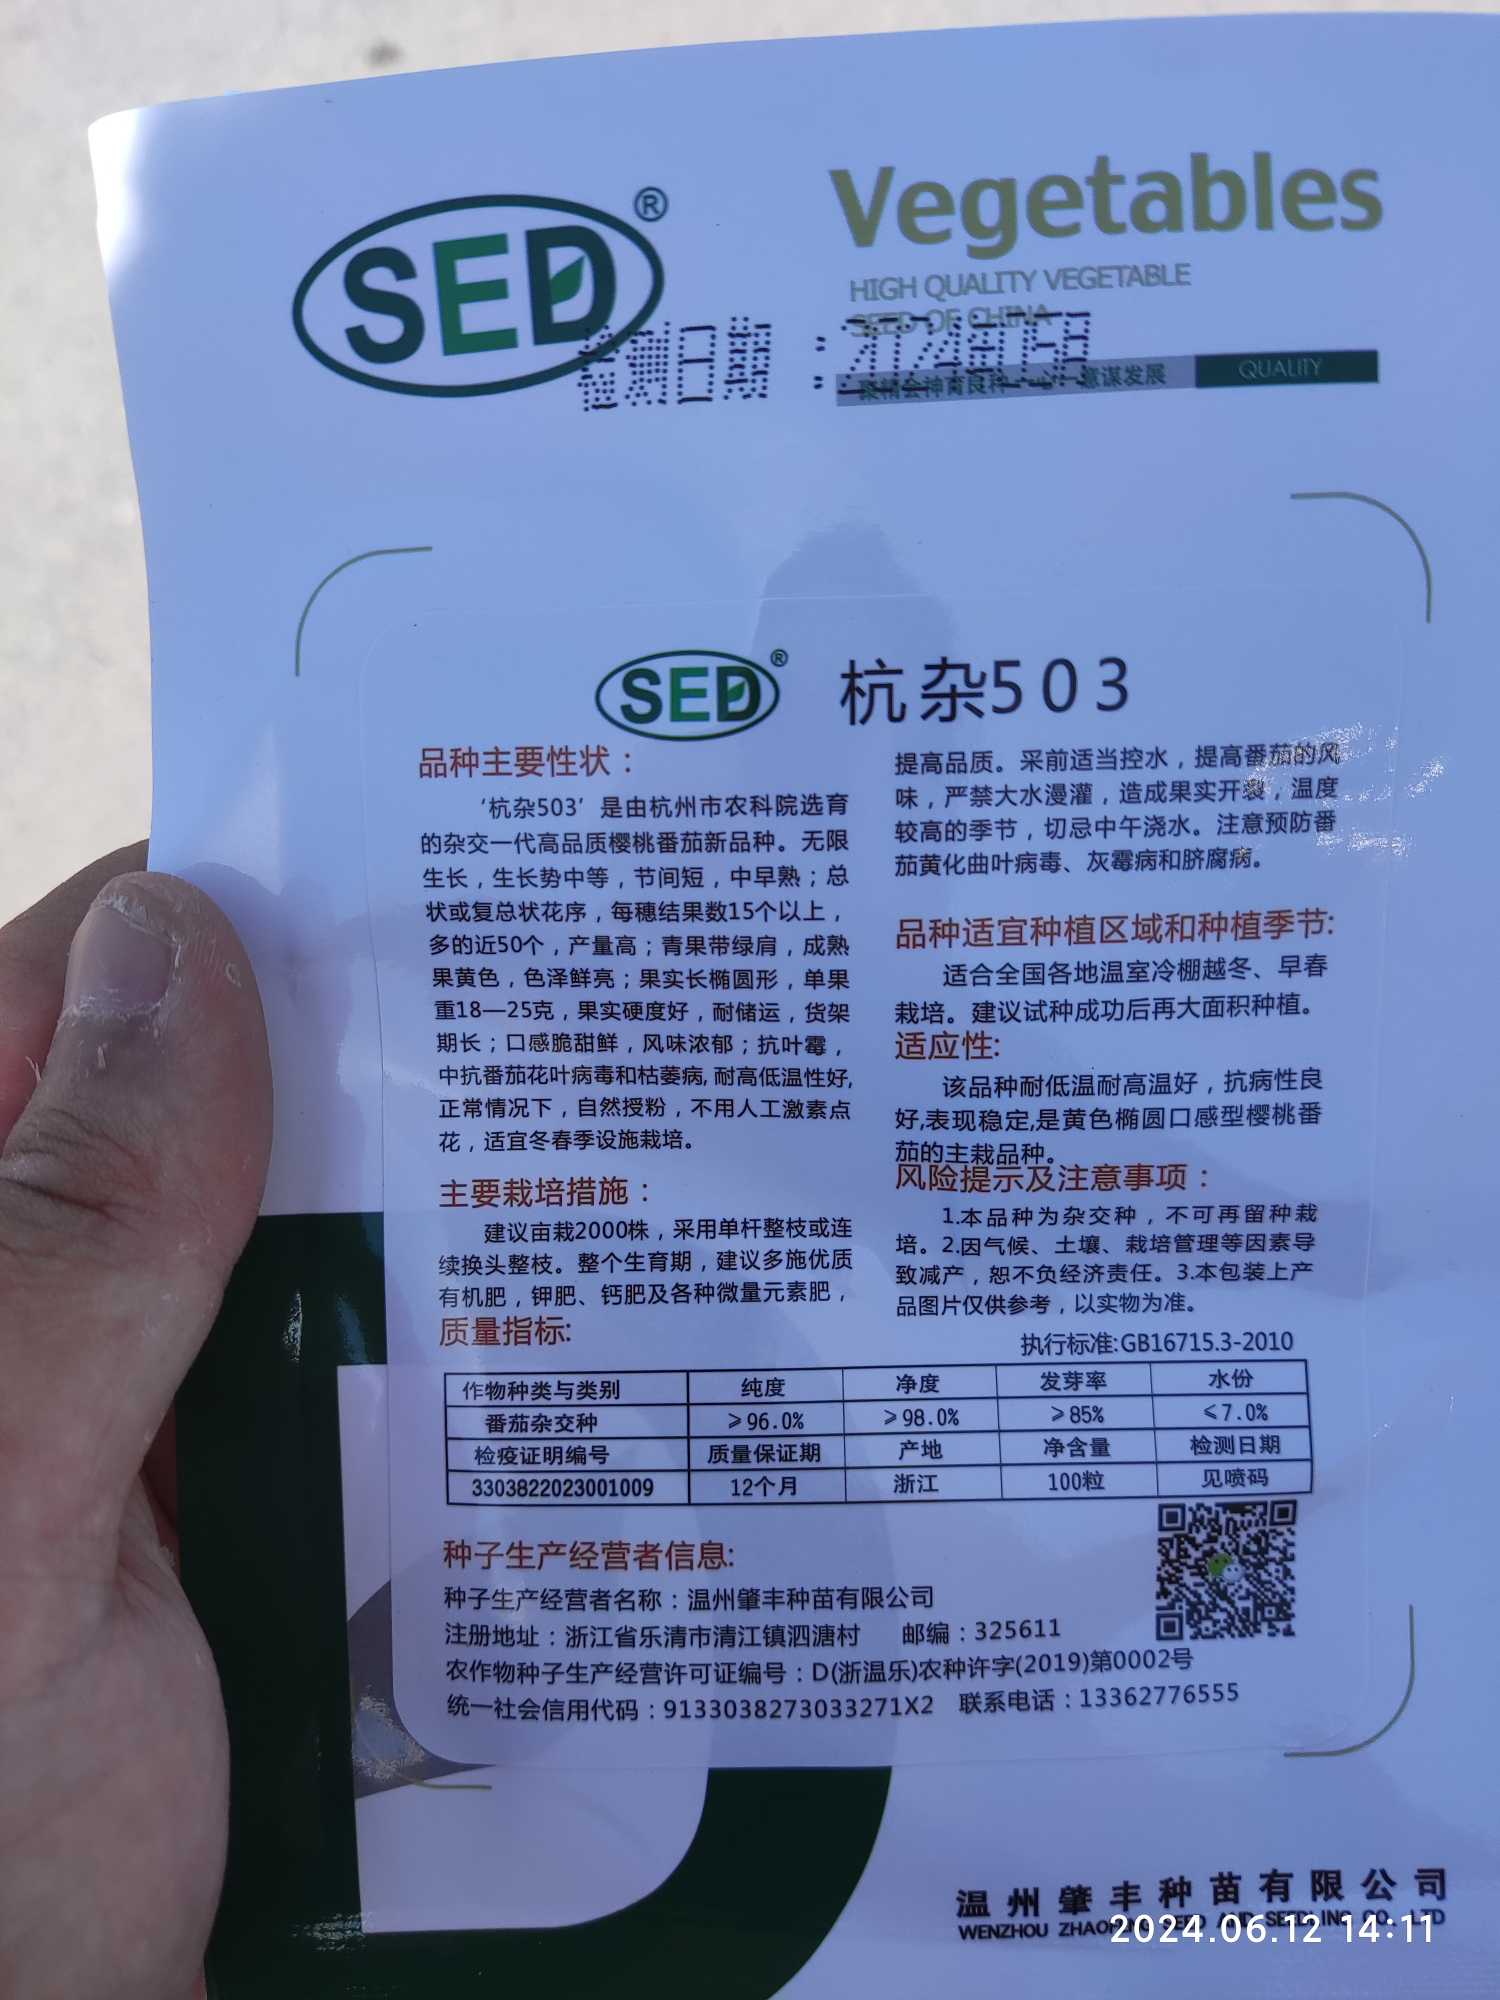 SED®
Vegetables
HIGH QUALITY VEGETABLE
SEED OF CHINA
检测日期：
聚精会神育良种 一心一意谋发展
QUALITY
SED® 杭杂503
品种主要性状：
‘杭杂503’是由杭州市农科院选育
的杂交一代高品质樱桃番茄新品种。无限
生长，生长势中等，节间短，中早熟；总
状或复总状花序，每穗结果数15个以上，
多的近50个，产量高；青果带绿肩，成熟
果黄色，色泽鲜亮；果实长椭圆形，单果
重18—25克，果实硬度好，耐储运，货架
期长；口感脆甜鲜，风味浓郁；抗叶霉，
中抗番茄花叶病毒和枯萎病,耐高低温性好,
正常情况下，自然授粉，不用人工激素点
花，适宜冬春季设施栽培。
主要栽培措施：
建议亩栽2000株，采用单杆整枝或连
续换头整枝。整个生育期，建议多施优质
有机肥，钾肥、钙肥及各种微量元素肥，
提高品质。采前适当控水，提高番茄的风
味，严禁大水漫灌，造成果实开裂，温度
较高的季节，切忌中午浇水。注意预防番
茄黄化曲叶病毒、灰霉病和脐腐病。
品种适宜种植区域和种植季节:
适合全国各地温室冷棚越冬、早春
栽培。建议试种成功后再大面积种植。
适应性:
该品种耐低温耐高温好，抗病性良
好,表现稳定,是黄色椭圆口感型樱桃番
茄的主栽品种。
风险提示及注意事项：
1.本品种为杂交种，不可再留种栽
培。2.因气候、土壤、栽培管理等因素导
致减产，恕不负经济责任。3.本包装上产
品图片仅供参考，以实物为准。
质量指标:
执行标准:GB16715.3-2010
作物种类与类别 纯度 净度 发芽率 水份
番茄杂交种 ≥96.0% ≥98.0% ≥85% ≤7.0%
检疫证明编号 质量保证期 产地 净含量 检测日期
3303822023001009 12个月 浙江 100粒 见喷码
种子生产经营者信息:
种子生产经营者名称：温州肇丰种苗有限公司
注册地址：浙江省乐清市清江镇泗溏村 邮编：325611
农作物种子生产经营许可证编号：D(浙温乐)农种许字(2019)第0002号
统一社会信用代码：9133038273033271X2 联系电话：13362776555
温州肇丰种苗有限公司
WENZHOU ZHAOFENG SEED AND SEEDLING CO.,LTD
2024.06.12 14:11